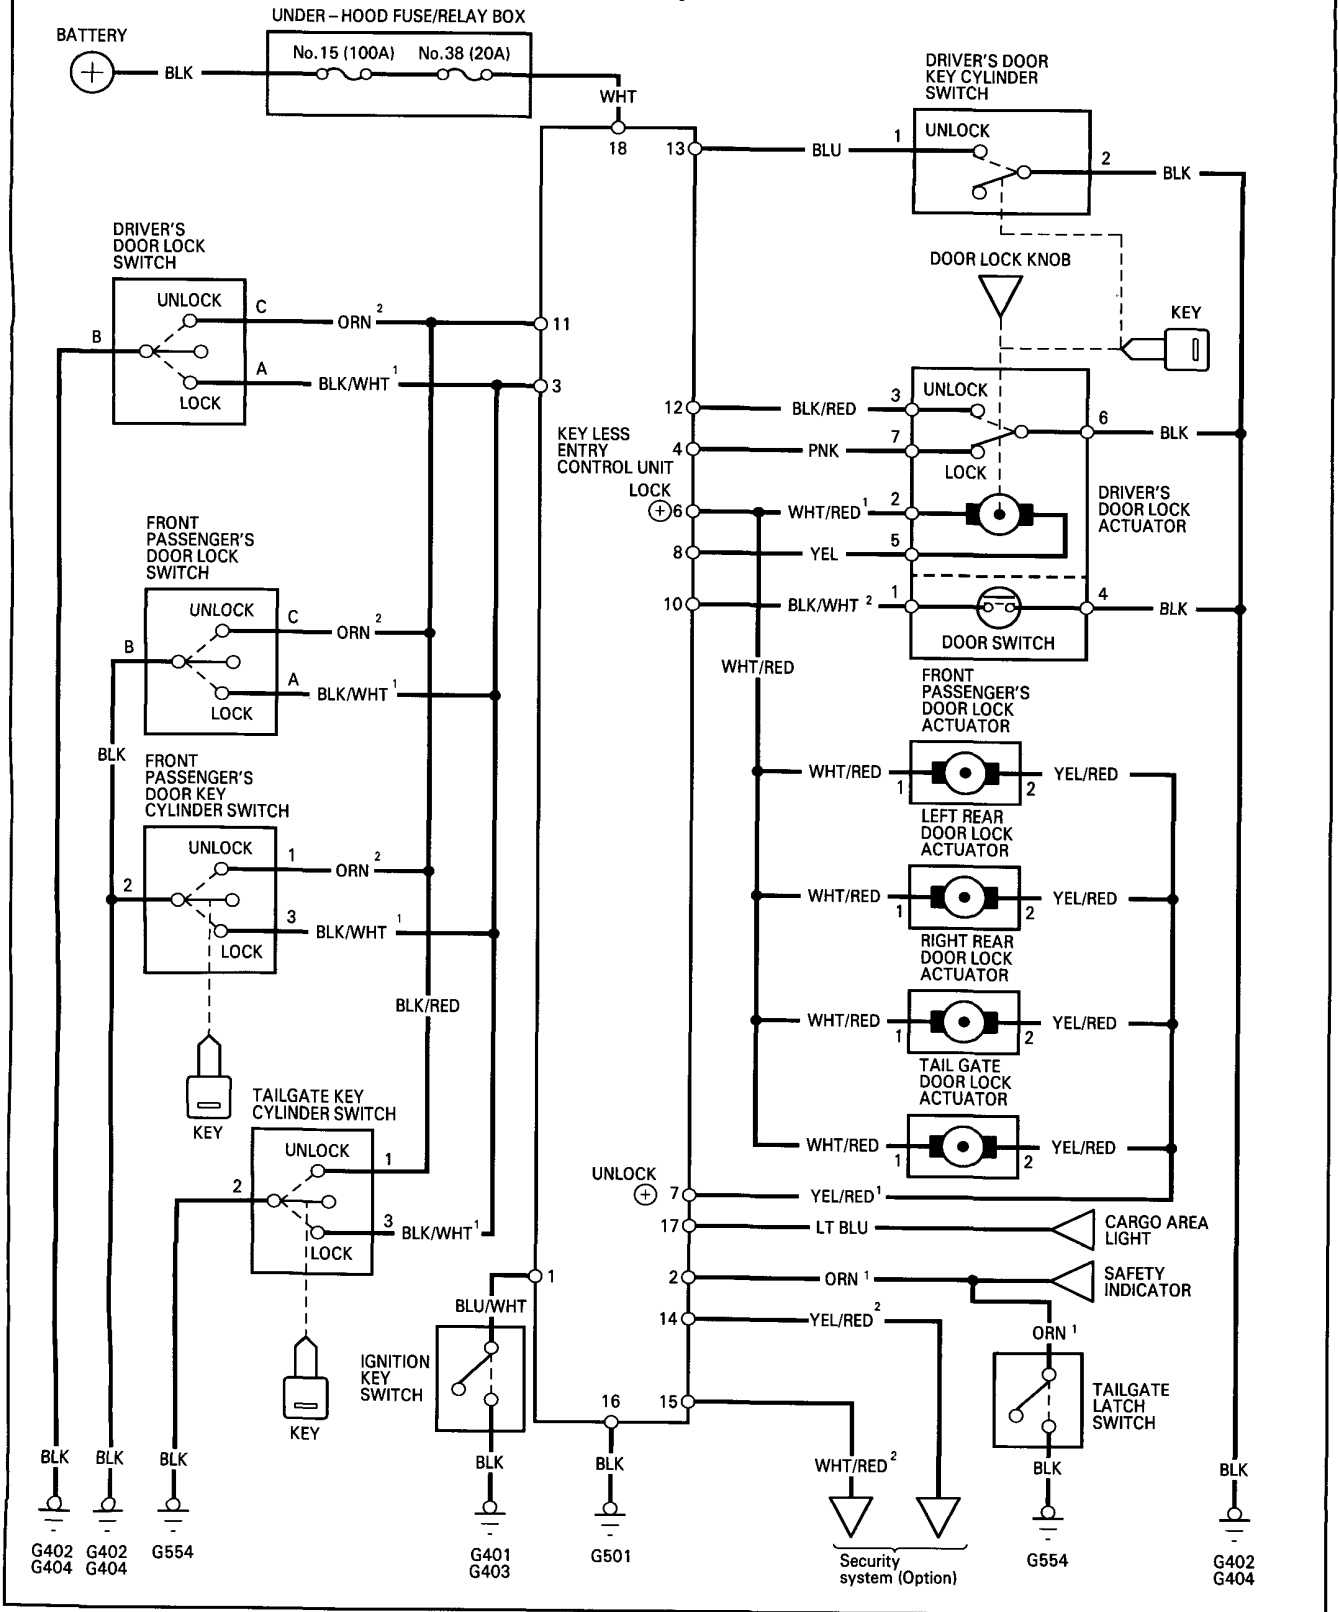 UNDER-HOOD FUSE/RELAY BOX
BATTERY
No.15 (100A) No.38 (20A)
BLK
WHT
18
13
BLU
1
DRIVER'S DOOR
KEY CYLINDER
SWITCH
UNLOCK
2
BLK
DRIVER'S
DOOR LOCK
SWITCH
UNLOCK
C
ORN 2
11
B
A
BLK/WHT 1
3
LOCK
DOOR LOCK KNOB
KEY
KEY LESS
ENTRY
CONTROL UNIT
LOCK
+
12
BLK/RED
3
UNLOCK
6
BLK
4
PNK
7
LOCK
6
WHT/RED 1
2
DRIVER'S
DOOR LOCK
ACTUATOR
8
YEL
5
10
BLK/WHT 2
1
4
BLK
DOOR SWITCH
FRONT
PASSENGER'S
DOOR LOCK
SWITCH
UNLOCK
C
ORN 2
B
A
BLK/WHT 1
LOCK
BLK
WHT/RED
FRONT
PASSENGER'S
DOOR LOCK
ACTUATOR
WHT/RED
1
2
YEL/RED
FRONT
PASSENGER'S
DOOR KEY
CYLINDER SWITCH
UNLOCK
1
ORN 2
2
3
BLK/WHT 1
LOCK
KEY
LEFT REAR
DOOR LOCK
ACTUATOR
WHT/RED
1
2
YEL/RED
RIGHT REAR
DOOR LOCK
ACTUATOR
WHT/RED
1
2
YEL/RED
BLK/RED
TAIL GATE
DOOR LOCK
ACTUATOR
WHT/RED
1
2
YEL/RED
TAILGATE KEY
CYLINDER SWITCH
UNLOCK
1
2
3
BLK/WHT 1
LOCK
KEY
UNLOCK
+
7
YEL/RED 1
17
LT BLU
CARGO AREA
LIGHT
1
BLU/WHT
2
ORN 1
SAFETY
INDICATOR
14
YEL/RED 2
ORN 1
IGNITION
KEY
SWITCH
16
15
TAILGATE
LATCH
SWITCH
BLK
BLK
BLK
BLK
BLK
WHT/RED 2
BLK
BLK
G402
G404
G402
G404
G554
G401
G403
G501
Security
system (Option)
G554
G402
G404